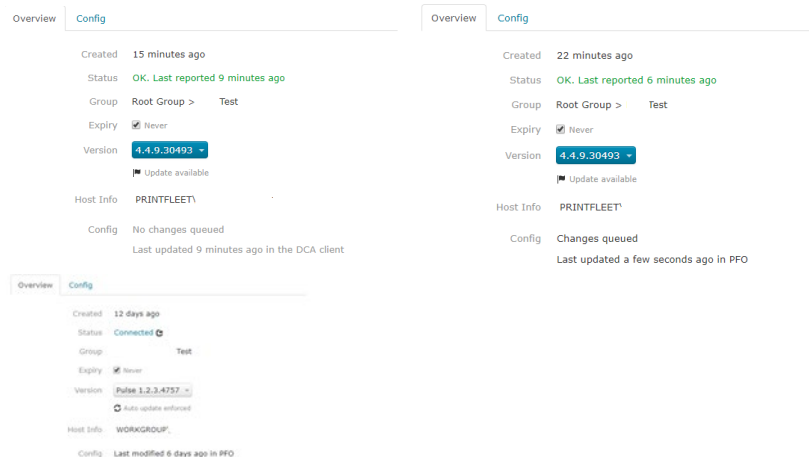 Overview Config
Created 15 minutes ago
Status OK. Last reported 9 minutes ago
Group Root Group > Test
Expiry Never
Version 4.4.9.30493
Update available
Host Info PRINTFLEET\
Config No changes queued
Last updated 9 minutes ago in the DCA client
Overview Config
Created 22 minutes ago
Status OK. Last reported 6 minutes ago
Group Root Group > Test
Expiry Never
Version 4.4.9.30493
Update available
Host Info PRINTFLEET\
Config Changes queued
Last updated a few seconds ago in PFO
Overview Config
Created 12 days ago
Status Connected
Group Test
Expiry Never
Version Pulse 1.2.3.4757
Auto-update enforced
Host Info WORKGROUP\
Config Last modified 6 days ago in PFO